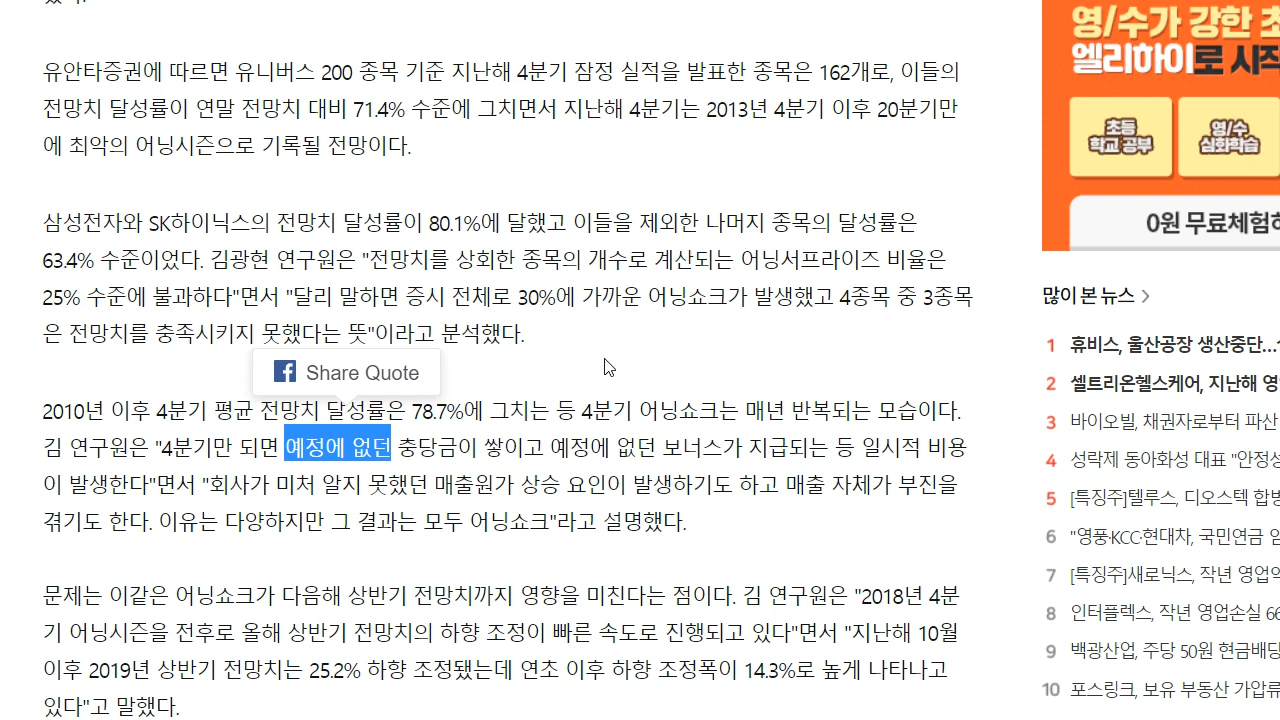 유안타증권에 따르면 유니버스 200 종목 기준 지난해 4분기 잠정 실적을 발표한 종목은 162개로, 이들의
전망치 달성률이 연말 전망치 대비 71.4% 수준에 그치면서 지난해 4분기는 2013년 4분기 이후 20분기만
에 최악의 어닝시즌으로 기록될 전망이다.
삼성전자와 SK하이닉스의 전망치 달성률이 80.1%에 달했고 이들을 제외한 나머지 종목의 달성률은
63.4% 수준이었다. 김광현 연구원은 "전망치를 상회한 종목의 개수로 계산되는 어닝서프라이즈 비율은
25% 수준에 불과하다"면서 "달리 말하면 증시 전체로 30%에 가까운 어닝쇼크가 발생했고 4종목 중 3종목
은 전망치를 충족시키지 못했다는 뜻"이라고 분석했다.
Share Quote
2010년 이후 4분기 평균 전망치 달성률은 78.7%에 그치는 등 4분기 어닝쇼크는 매년 반복되는 모습이다.
김 연구원은 "4분기만 되면 예정에 없던 충당금이 쌓이고 예정에 없던 보너스가 지급되는 등 일시적 비용
이 발생한다"면서 "회사가 미처 알지 못했던 매출원가 상승 요인이 발생하기도 하고 매출 자체가 부진을
겪기도 한다. 이유는 다양하지만 그 결과는 모두 어닝쇼크"라고 설명했다.
문제는 이같은 어닝쇼크가 다음해 상반기 전망치까지 영향을 미친다는 점이다. 김 연구원은 "2018년 4분
기 어닝시즌을 전후로 올해 상반기 전망치의 하향 조정이 빠른 속도로 진행되고 있다"면서 "지난해 10월
이후 2019년 상반기 전망치는 25.2% 하향 조정됐는데 연초 이후 하향 조정폭이 14.3%로 높게 나타나고
있다"고 말했다.
영/수가 강한
엘리하이로 시작
초등
학교 공부
영/수
심화학습
0원 무료체험
많이 본 뉴스 >
1 휴비스, 울산공장 생산중단...
2 셀트리온헬스케어, 지난해 영
3 바이오빌, 채권자로부터 파산
4 성락제 동아화성 대표 "안정성
5 [특징주]텔루스, 디오스텍 합병
6 "영풍·KCC·현대차, 국민연금
7 [특징주]새로닉스, 작년 영업익
8 인터플렉스, 작년 영업손실 66
9 백광산업, 주당 50원 현금배당
10 포스링크, 보유 부동산 가압류